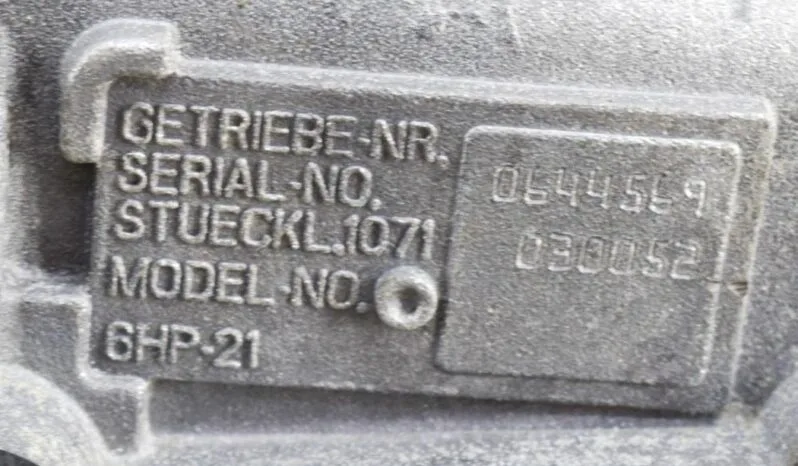 GETRIEBE-NR.
SERIAL-NO. 0644569
STUECKL.1071
MODEL-NO. 030052
6HP-21